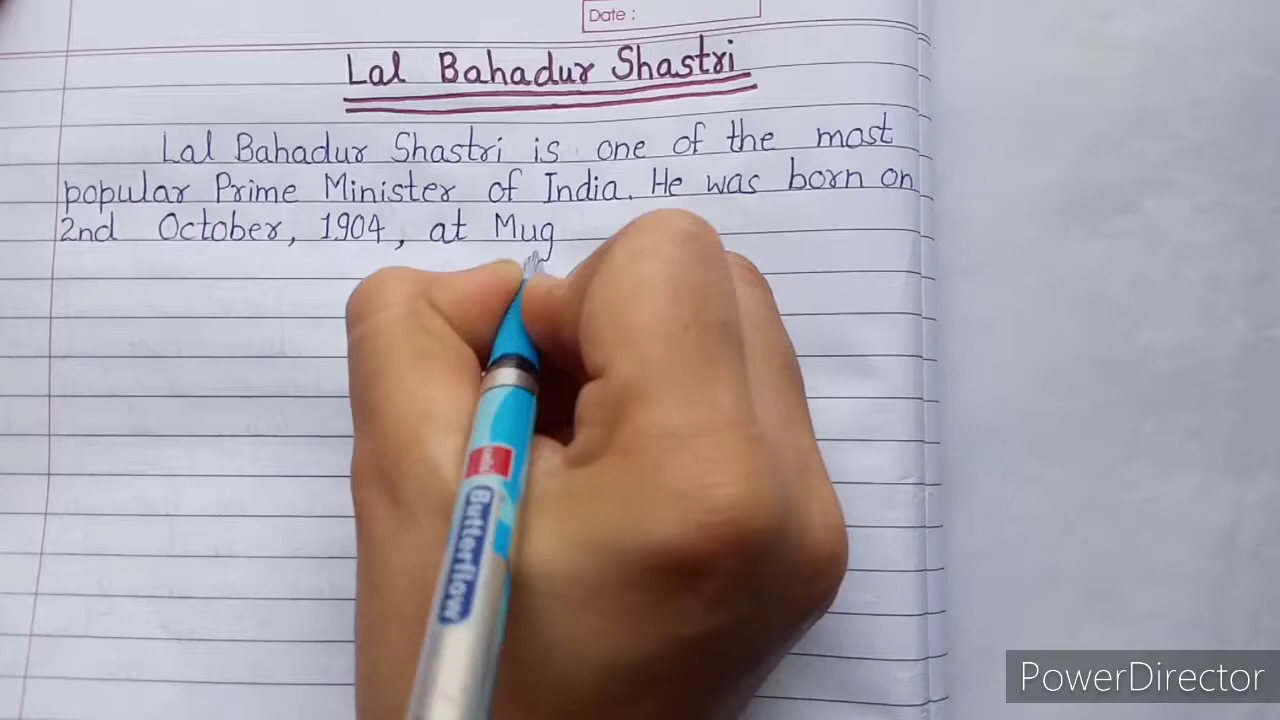 Date :
Lal Bahadur Shastri
Lal Bahadur Shastri is one of the most
popular Prime Minister of India. He was born on
2nd October, 1904, at Mug
cello
Butterflow
PowerDirector